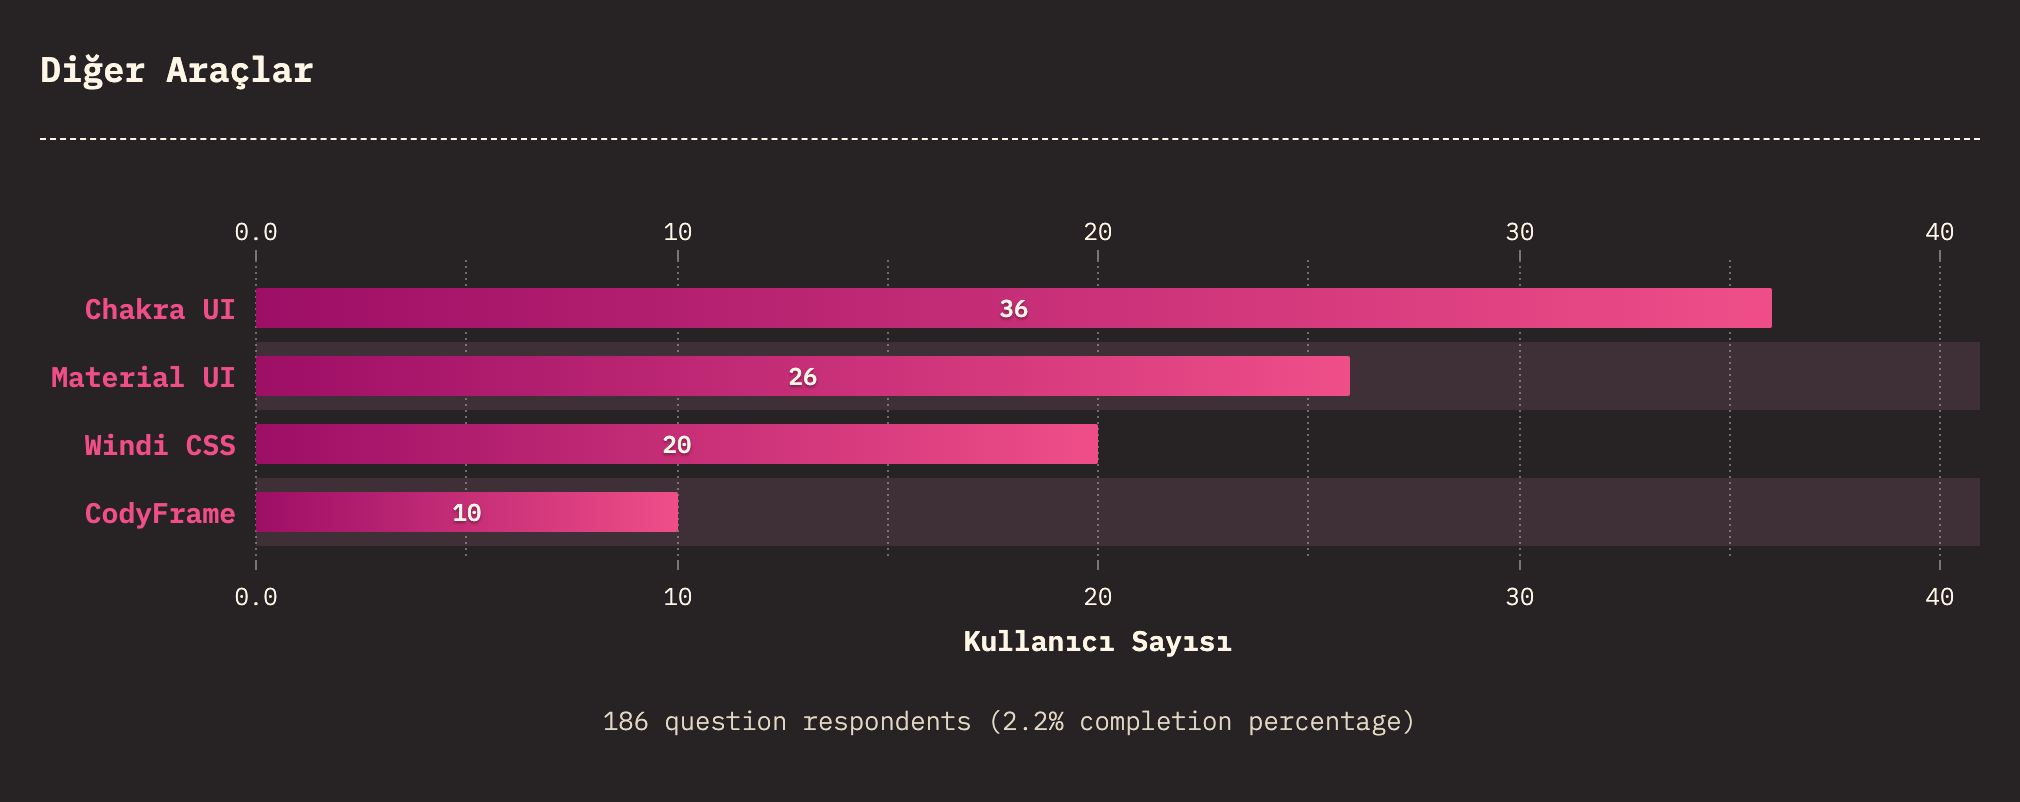 Diğer Araçlar
0.0 10 20 30 40
Chakra UI 36
Material UI 26
Windi CSS 20
CodyFrame 10
0.0 10 20 30 40
Kullanıcı Sayısı
186 question respondents (2.2% completion percentage)